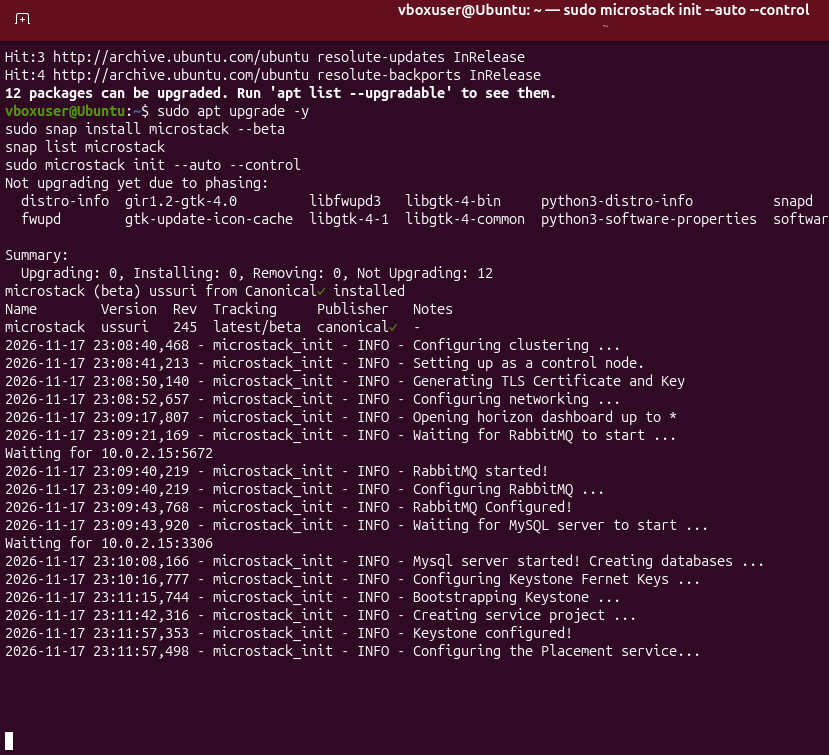 vboxuser@Ubuntu: ~ — sudo microstack init --auto --control
~
Hit:3 http://archive.ubuntu.com/ubuntu resolute-updates InRelease
Hit:4 http://archive.ubuntu.com/ubuntu resolute-backports InRelease
12 packages can be upgraded. Run 'apt list --upgradable' to see them.
vboxuser@Ubuntu:~$ sudo apt upgrade -y
sudo snap install microstack --beta
snap list microstack
sudo microstack init --auto --control
Not upgrading yet due to phasing:
  distro-info  gir1.2-gtk-4.0         libfwupd3   libgtk-4-bin     python3-distro-info          snapd
  fwupd        gtk-update-icon-cache  libgtk-4-1  libgtk-4-common  python3-software-properties  softwar

Summary:
  Upgrading: 0, Installing: 0, Removing: 0, Not Upgrading: 12
microstack (beta) ussuri from Canonical✓ installed
Name        Version  Rev  Tracking     Publisher   Notes
microstack  ussuri   245  latest/beta  canonical✓  -
2026-11-17 23:08:40,468 - microstack_init - INFO - Configuring clustering ...
2026-11-17 23:08:41,213 - microstack_init - INFO - Setting up as a control node.
2026-11-17 23:08:50,140 - microstack_init - INFO - Generating TLS Certificate and Key
2026-11-17 23:08:52,657 - microstack_init - INFO - Configuring networking ...
2026-11-17 23:09:17,807 - microstack_init - INFO - Opening horizon dashboard up to *
2026-11-17 23:09:21,169 - microstack_init - INFO - Waiting for RabbitMQ to start ...
Waiting for 10.0.2.15:5672
2026-11-17 23:09:40,219 - microstack_init - INFO - RabbitMQ started!
2026-11-17 23:09:40,219 - microstack_init - INFO - Configuring RabbitMQ ...
2026-11-17 23:09:43,768 - microstack_init - INFO - RabbitMQ Configured!
2026-11-17 23:09:43,920 - microstack_init - INFO - Waiting for MySQL server to start ...
Waiting for 10.0.2.15:3306
2026-11-17 23:10:08,166 - microstack_init - INFO - Mysql server started! Creating databases ...
2026-11-17 23:10:16,777 - microstack_init - INFO - Configuring Keystone Fernet Keys ...
2026-11-17 23:11:15,744 - microstack_init - INFO - Bootstrapping Keystone ...
2026-11-17 23:11:42,316 - microstack_init - INFO - Creating service project ...
2026-11-17 23:11:57,353 - microstack_init - INFO - Keystone configured!
2026-11-17 23:11:57,498 - microstack_init - INFO - Configuring the Placement service...